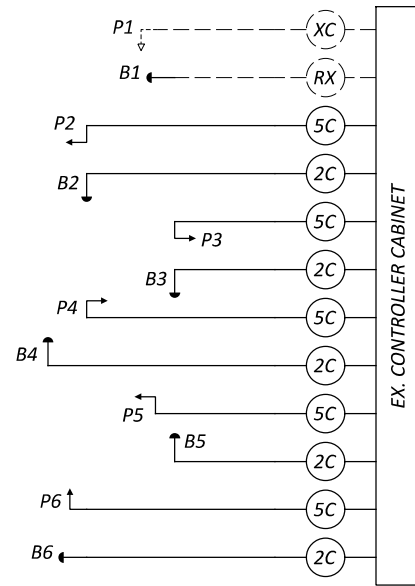 P1 XC
B1 RX
P2 5C
B2 2C
P3 5C
B3 2C
P4 5C
B4 2C
P5 5C
B5 2C
P6 5C
B6 2C
EX. CONTROLLER CABINET